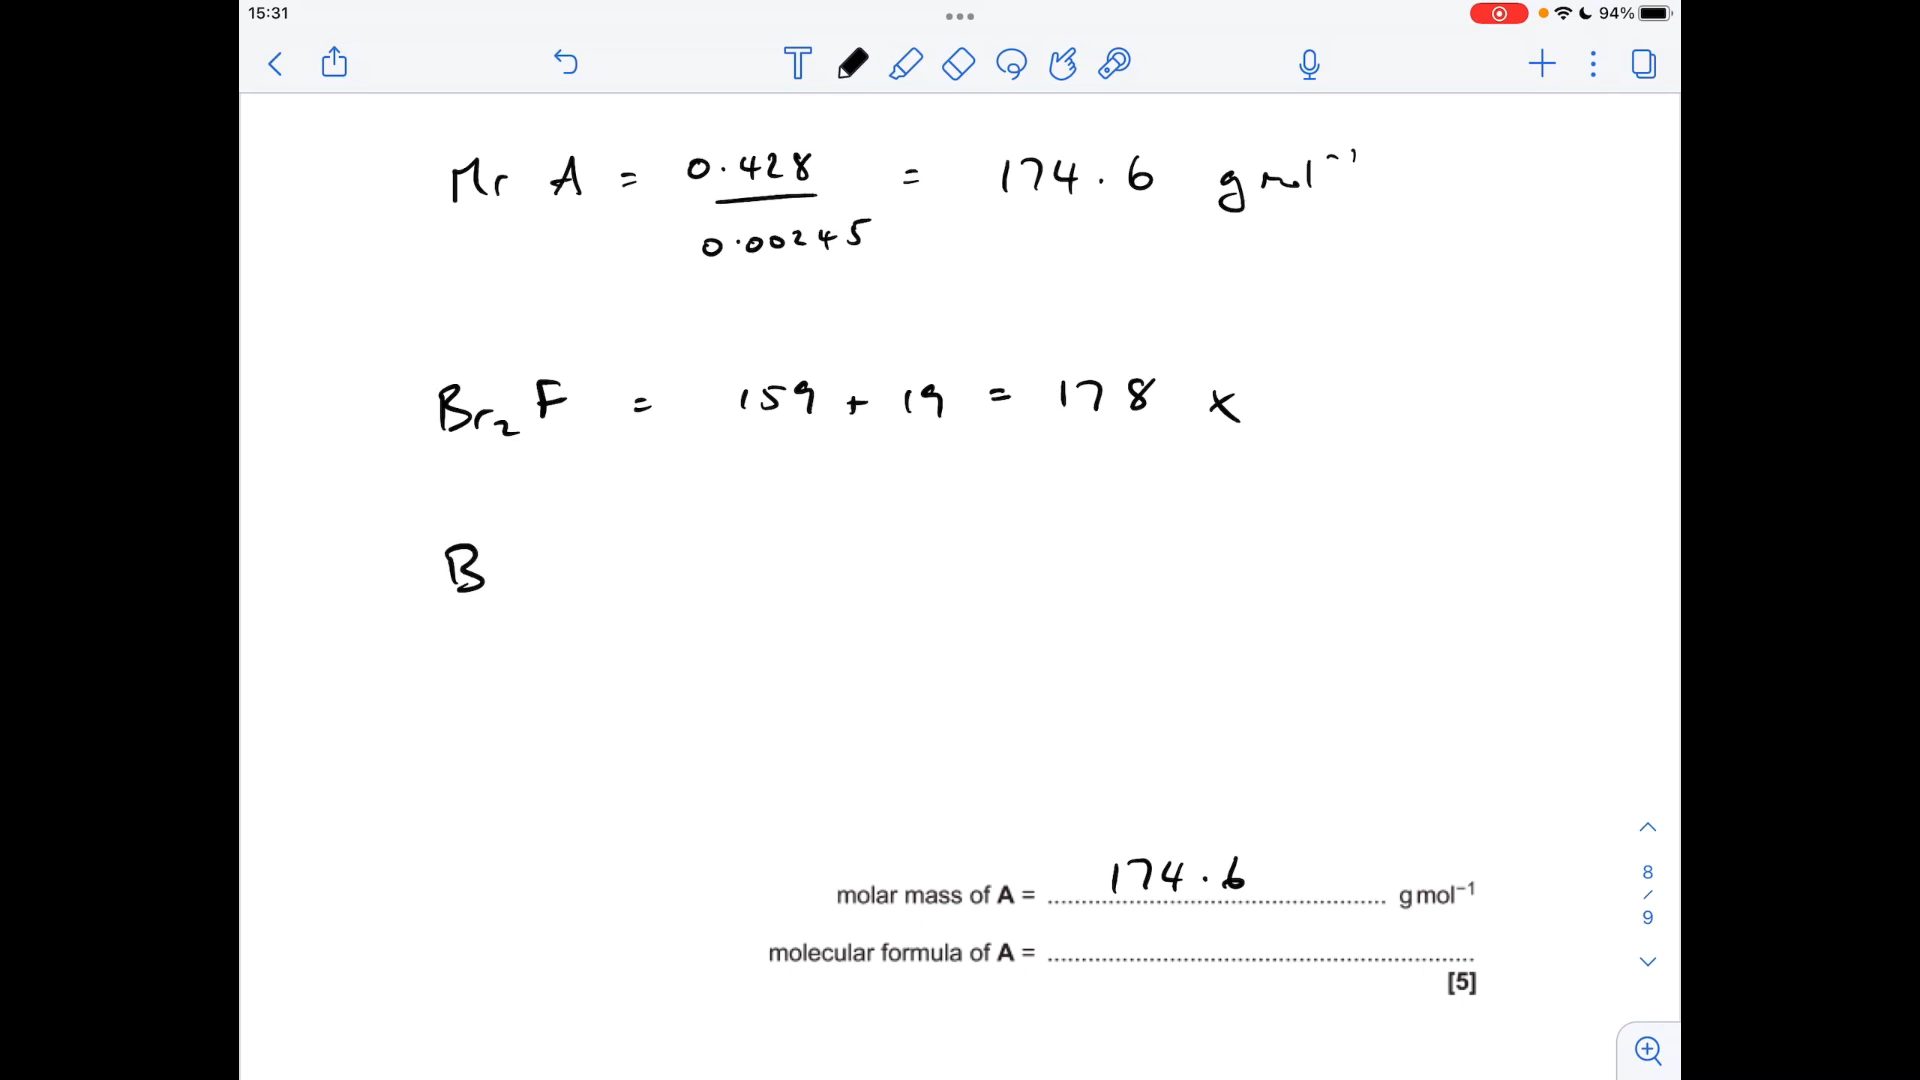 15:31
94%
Mr A = 0.428 / 0.00245 = 174.6 g mol⁻¹
Br₂F = 159 + 19 = 178 x
B
174.6
molar mass of A = ........................ g mol⁻¹
molecular formula of A = ........................
[5]
8
/
9